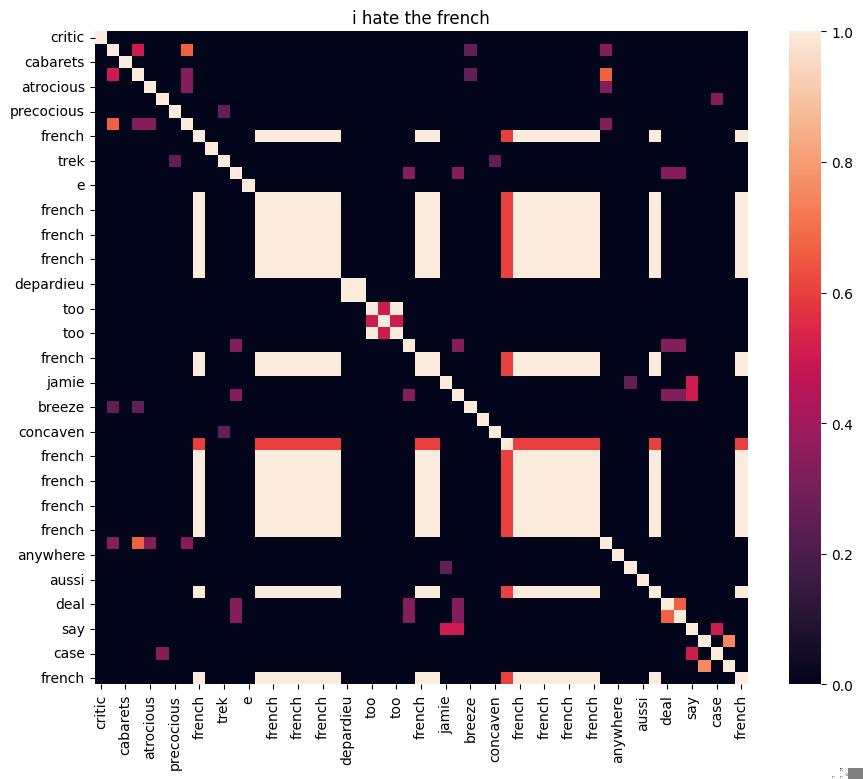 i hate the french
critic
cabarets
atrocious
precocious
french
trek
e
french
french
french
depardieu
too
too
french
jamie
breeze
concaven
french
french
french
french
anywhere
aussi
deal
say
case
french
1.0
0.8
0.6
0.4
0.2
0.0
critic
cabarets
atrocious
precocious
french
trek
e
french
french
french
depardieu
too
too
french
jamie
breeze
concaven
french
french
french
french
anywhere
aussi
deal
say
case
french